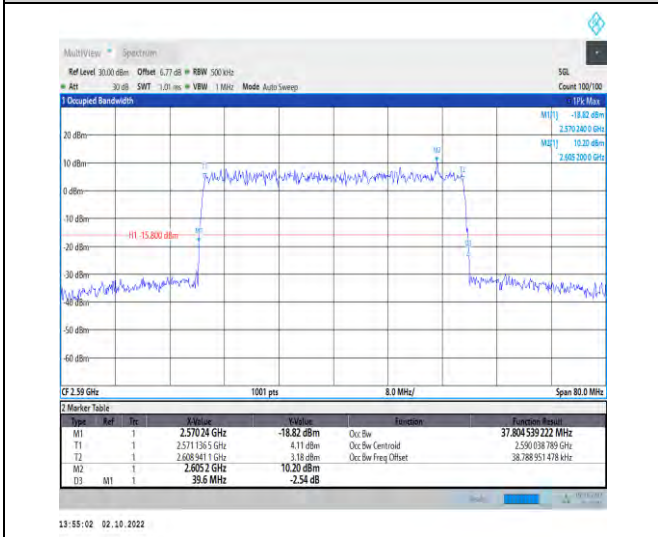 MultiView Spectrum
Ref Level 30.00 dBm Offset 6.77 dB RBW 500 kHz SGL
Att 30 dB SWT 1.01 ms VBW 1 MHz Mode Auto Sweep Count 100/100
1 Occupied Bandwidth 1Pk Max
M1[1] -18.82 dBm
2.570 240 0 GHz
M2[1] 10.20 dBm
2.605 200 0 GHz
20 dBm
10 dBm
0 dBm
-10 dBm
H1 -15.800 dBm
-20 dBm
-30 dBm
-40 dBm
-50 dBm
-60 dBm
M2
T1
T2
M1
D3
CF 2.59 GHz 1001 pts 8.0 MHz/ Span 80.0 MHz
2 Marker Table
Type Ref Trc X-Value Y-Value Function Function Result
M1 1 2.570 24 GHz -18.82 dBm Occ Bw 37.804 539 222 MHz
T1 1 2.571 136 5 GHz 4.11 dBm Occ Bw Centroid 2.590 038 789 GHz
T2 1 2.608 941 1 GHz 3.18 dBm Occ Bw Freq Offset 38.788 951 478 kHz
M2 1 2.605 2 GHz 10.20 dBm
D3 M1 1 39.6 MHz -2.54 dB
13:55:02 02.10.2022